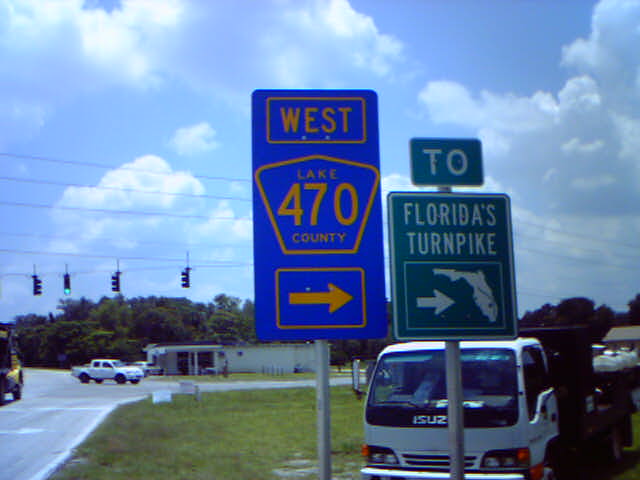 WEST
LAKE
470
COUNTY
TO
FLORIDA'S
TURNPIKE
ISUZU